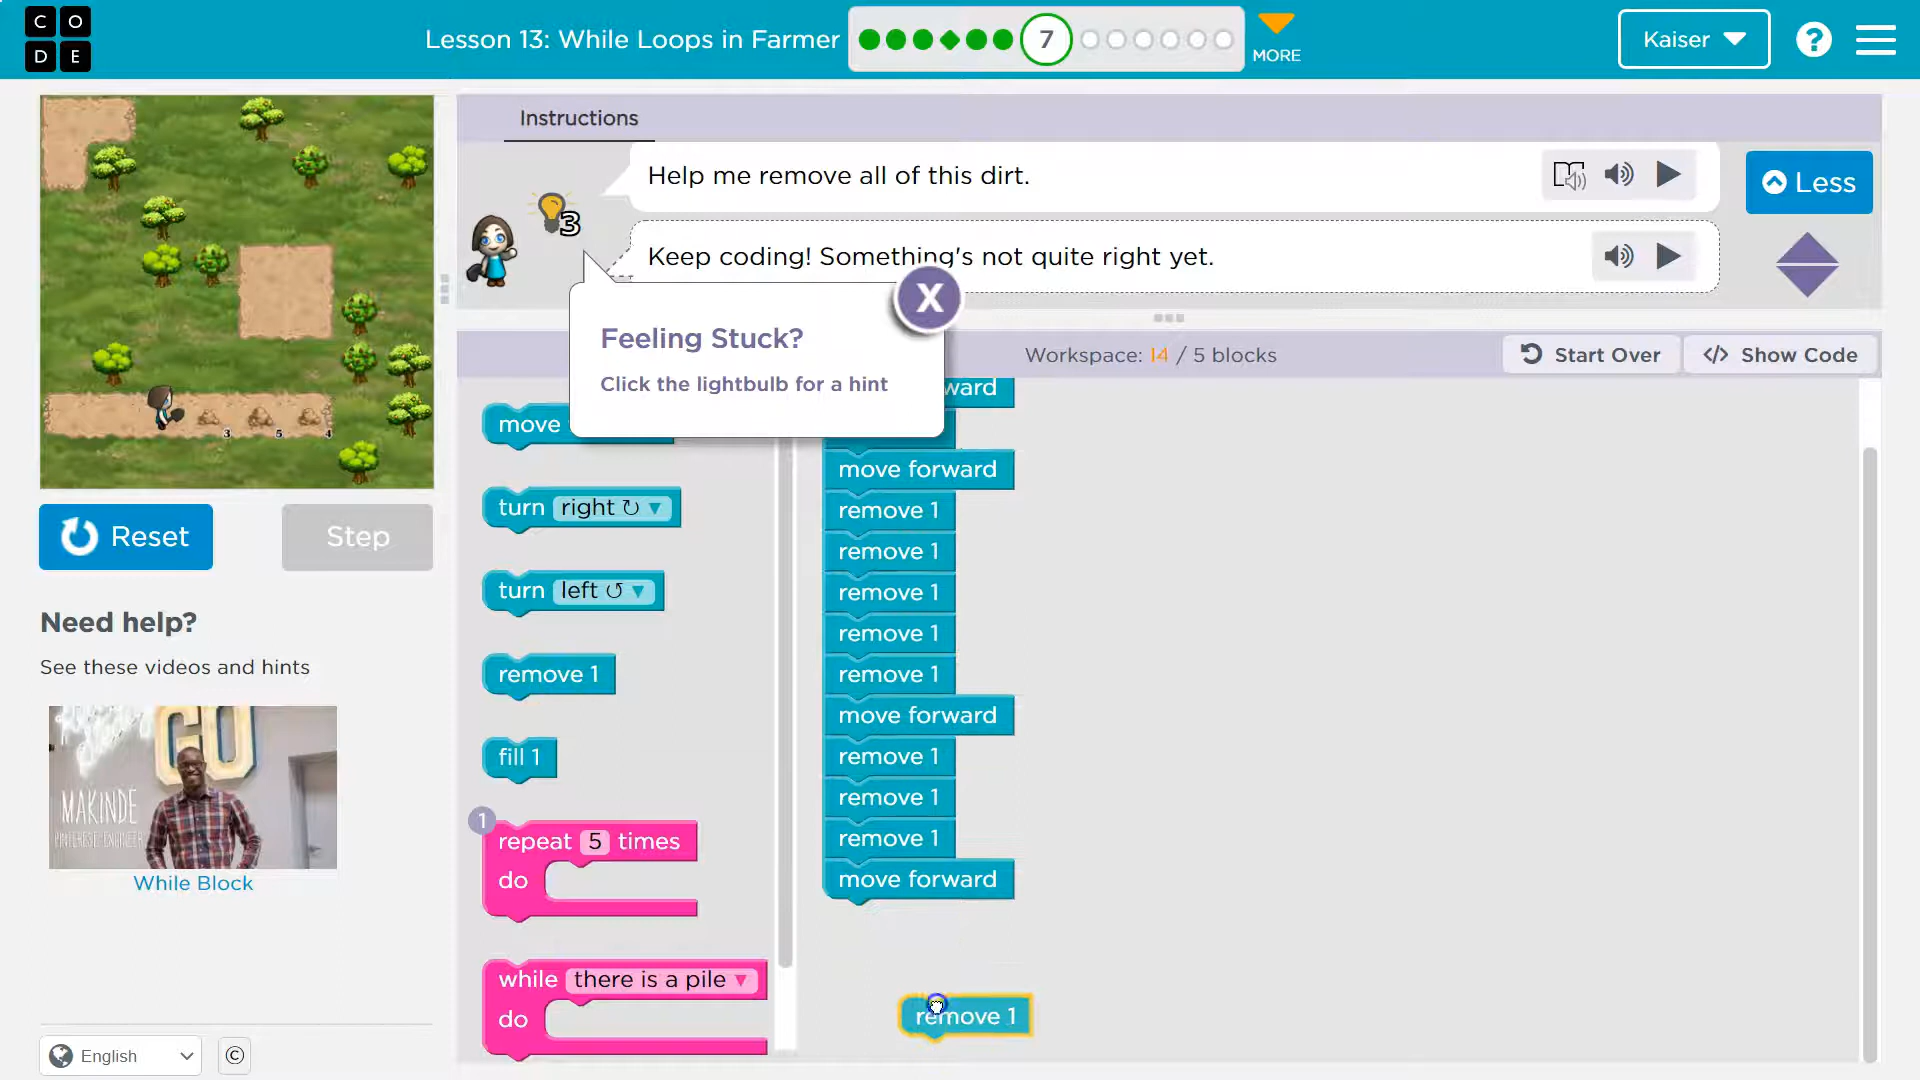 C O
D E
Lesson 13: While Loops in Farmer
7
MORE
Kaiser
?
Instructions
Help me remove all of this dirt.
Less
3
Keep coding! Something's not quite right yet.
X
Feeling Stuck?
Click the lightbulb for a hint
Workspace: 14 / 5 blocks
Start Over
</> Show Code
3
5
4
Reset
Step
Need help?
See these videos and hints
GO
MAKINDE
While Block
English
©
move
turn right ↻ ▼
turn left ↺ ▼
remove 1
fill 1
1
repeat 5 times
do
while there is a pile ▼
do
ward
move forward
remove 1
remove 1
remove 1
remove 1
remove 1
move forward
remove 1
remove 1
remove 1
move forward
remove 1